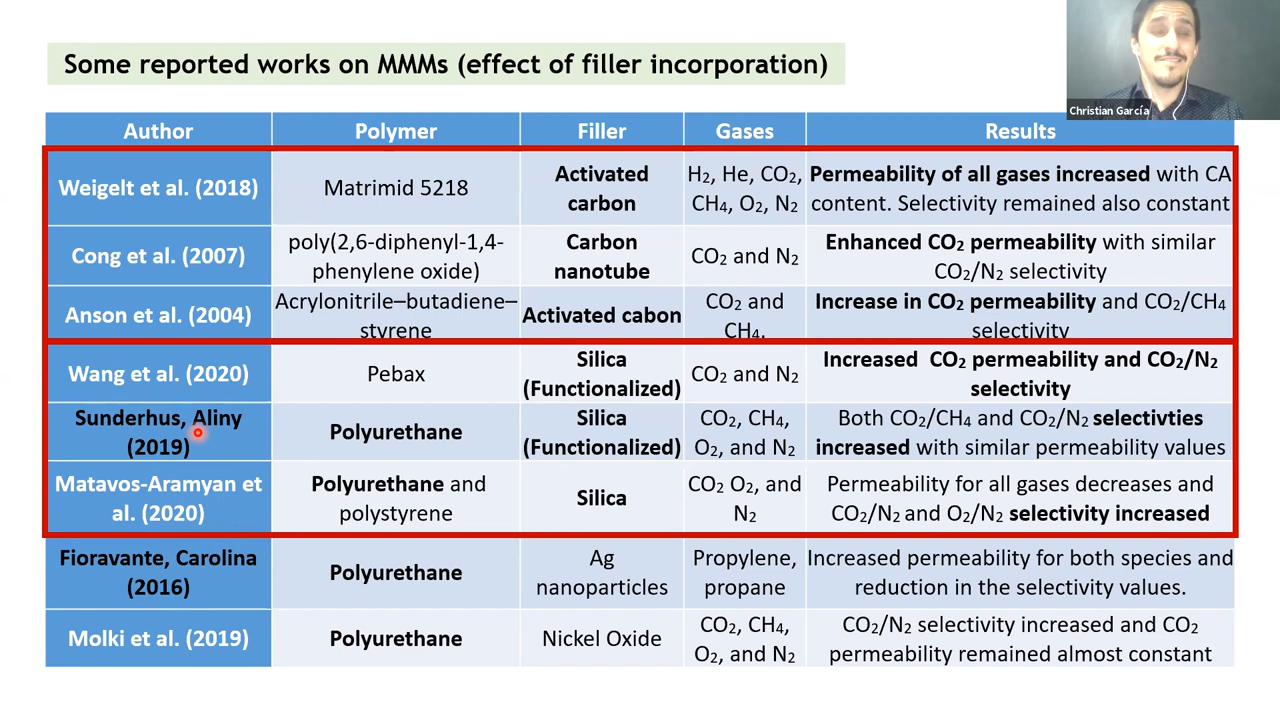 Some reported works on MMMs (effect of filler incorporation)
Christian García
Author Polymer Filler Gases Results
Weigelt et al. (2018)
Matrimid 5218
Activated
carbon
H₂, He, CO₂,
CH₄, O₂, N₂
Permeability of all gases increased with CA
content. Selectivity remained also constant
Cong et al. (2007)
poly(2,6-diphenyl-1,4-
phenylene oxide)
Carbon
nanotube
CO₂ and N₂
Enhanced CO₂ permeability with similar
CO₂/N₂ selectivity
Anson et al. (2004)
Acrylonitrile–butadiene–
styrene
Activated cabon
CO₂ and
CH₄.
Increase in CO₂ permeability and CO₂/CH₄
selectivity
Wang et al. (2020)
Pebax
Silica
(Functionalized)
CO₂ and N₂
Increased CO₂ permeability and CO₂/N₂
selectivity
Sunderhus, Aliny
(2019)
Polyurethane
Silica
(Functionalized)
CO₂, CH₄,
O₂, and N₂
Both CO₂/CH₄ and CO₂/N₂ selectivties
increased with similar permeability values
Matavos-Aramyan et
al. (2020)
Polyurethane and
polystyrene
Silica
CO₂ O₂, and
N₂
Permeability for all gases decreases and
CO₂/N₂ and O₂/N₂ selectivity increased
Fioravante, Carolina
(2016)
Polyurethane
Ag
nanoparticles
Propylene,
propane
Increased permeability for both species and
reduction in the selectivity values.
Molki et al. (2019)
Polyurethane
Nickel Oxide
CO₂, CH₄,
O₂, and N₂
CO₂/N₂ selectivity increased and CO₂
permeability remained almost constant